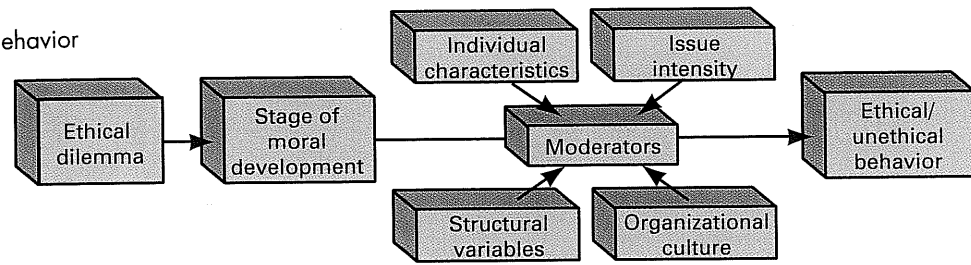 ehavior
Individual
characteristics
Issue
intensity
Ethical
dilemma
Stage of
moral
development
Moderators
Ethical/
unethical
behavior
Structural
variables
Organizational
culture